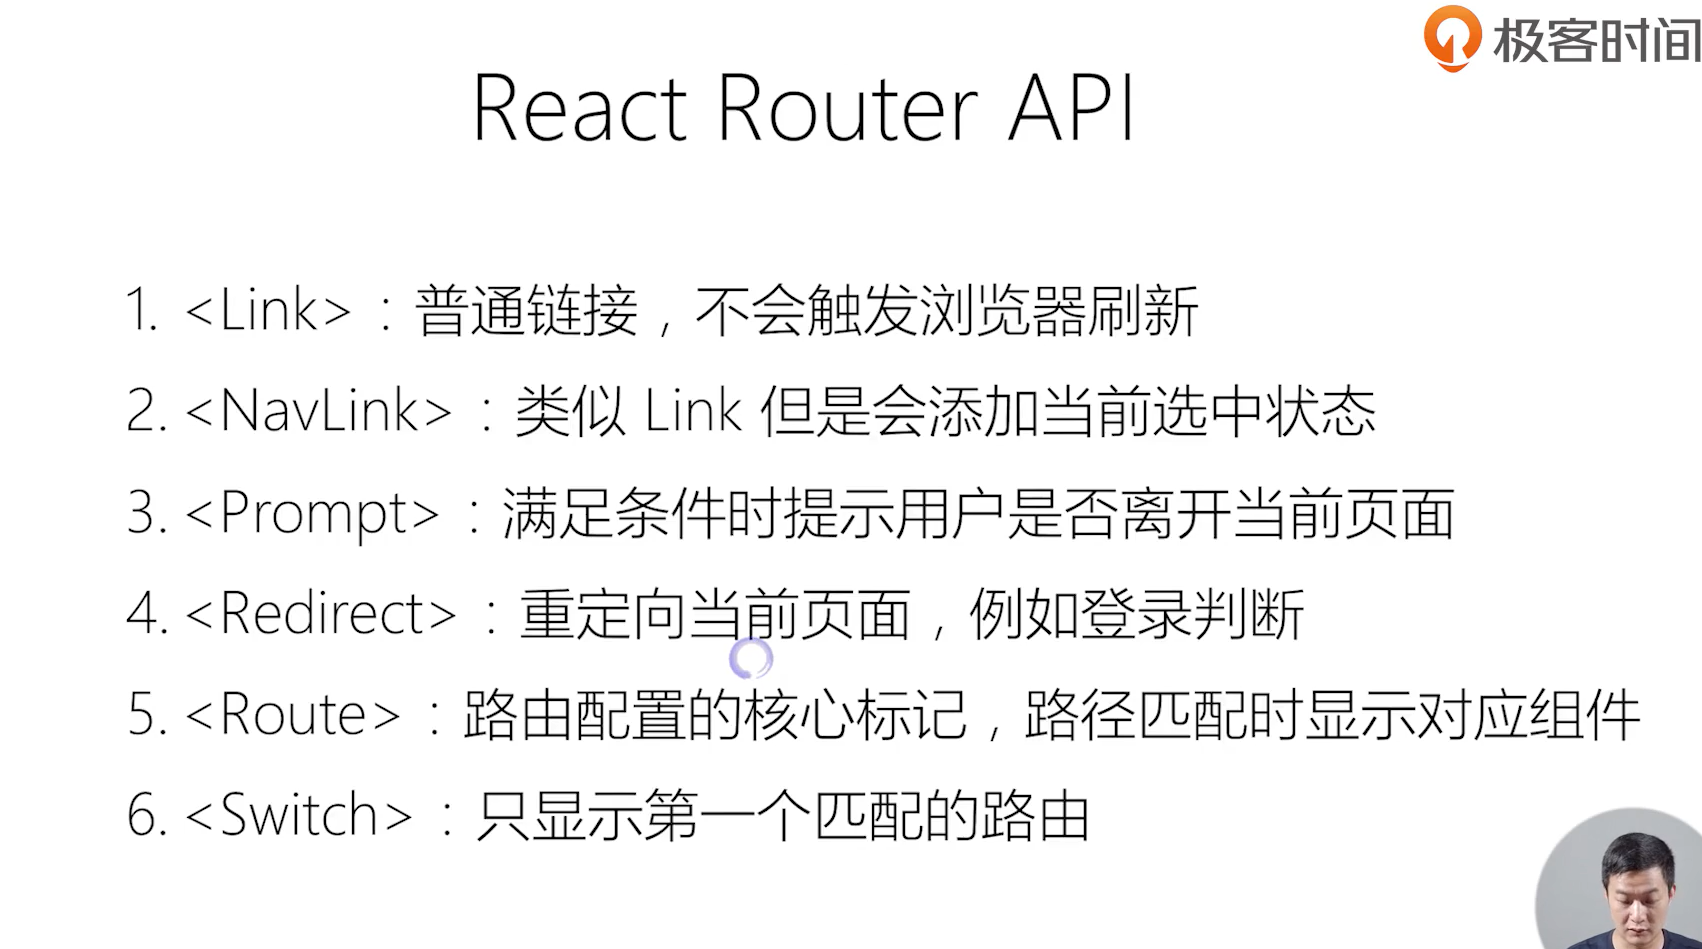 极客时间
React Router API
1. <Link>：普通链接，不会触发浏览器刷新
2. <NavLink>：类似 Link 但是会添加当前选中状态
3. <Prompt>：满足条件时提示用户是否离开当前页面
4. <Redirect>：重定向当前页面，例如登录判断
5. <Route>：路由配置的核心标记，路径匹配时显示对应组件
6. <Switch>：只显示第一个匹配的路由